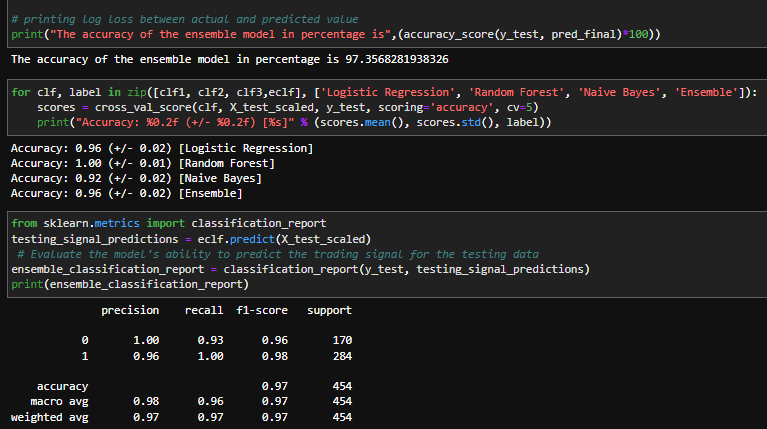 # printing log loss between actual and predicted value
print("The accuracy of the ensemble model in percentage is",(accuracy_score(y_test, pred_final)*100))
The accuracy of the ensemble model in percentage is 97.3568281938326
for clf, label in zip([clf1, clf2, clf3,eclf], ['Logistic Regression', 'Random Forest', 'Naive Bayes', 'Ensemble']):
    scores = cross_val_score(clf, X_test_scaled, y_test, scoring='accuracy', cv=5)
    print("Accuracy: %0.2f (+/- %0.2f) [%s]" % (scores.mean(), scores.std(), label))
Accuracy: 0.96 (+/- 0.02) [Logistic Regression]
Accuracy: 1.00 (+/- 0.01) [Random Forest]
Accuracy: 0.92 (+/- 0.02) [Naive Bayes]
Accuracy: 0.96 (+/- 0.02) [Ensemble]
from sklearn.metrics import classification_report
testing_signal_predictions = eclf.predict(X_test_scaled)
 # Evaluate the model's ability to predict the trading signal for the testing data
ensemble_classification_report = classification_report(y_test, testing_signal_predictions)
print(ensemble_classification_report)
              precision    recall  f1-score   support
           0       1.00      0.93      0.96       170
           1       0.96      1.00      0.98       284
    accuracy                           0.97       454
   macro avg       0.98      0.96      0.97       454
weighted avg       0.97      0.97      0.97       454